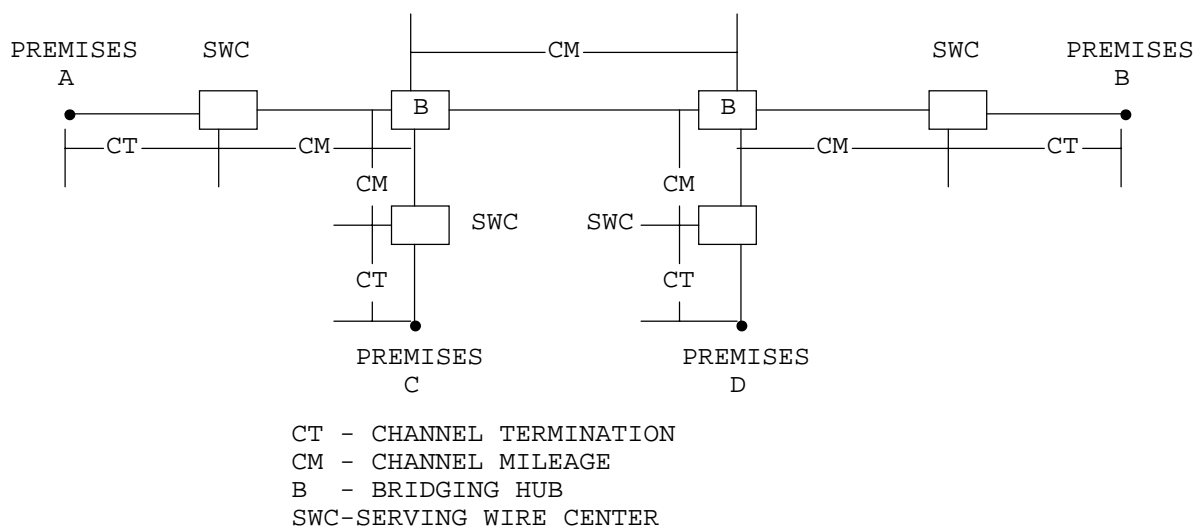 CM
PREMISES SWC SWC PREMISES
A B
B B
CT CM CM CT
CM CM
SWC SWC
CT CT
PREMISES PREMISES
C D
CT - CHANNEL TERMINATION
CM - CHANNEL MILEAGE
B - BRIDGING HUB
SWC-SERVING WIRE CENTER